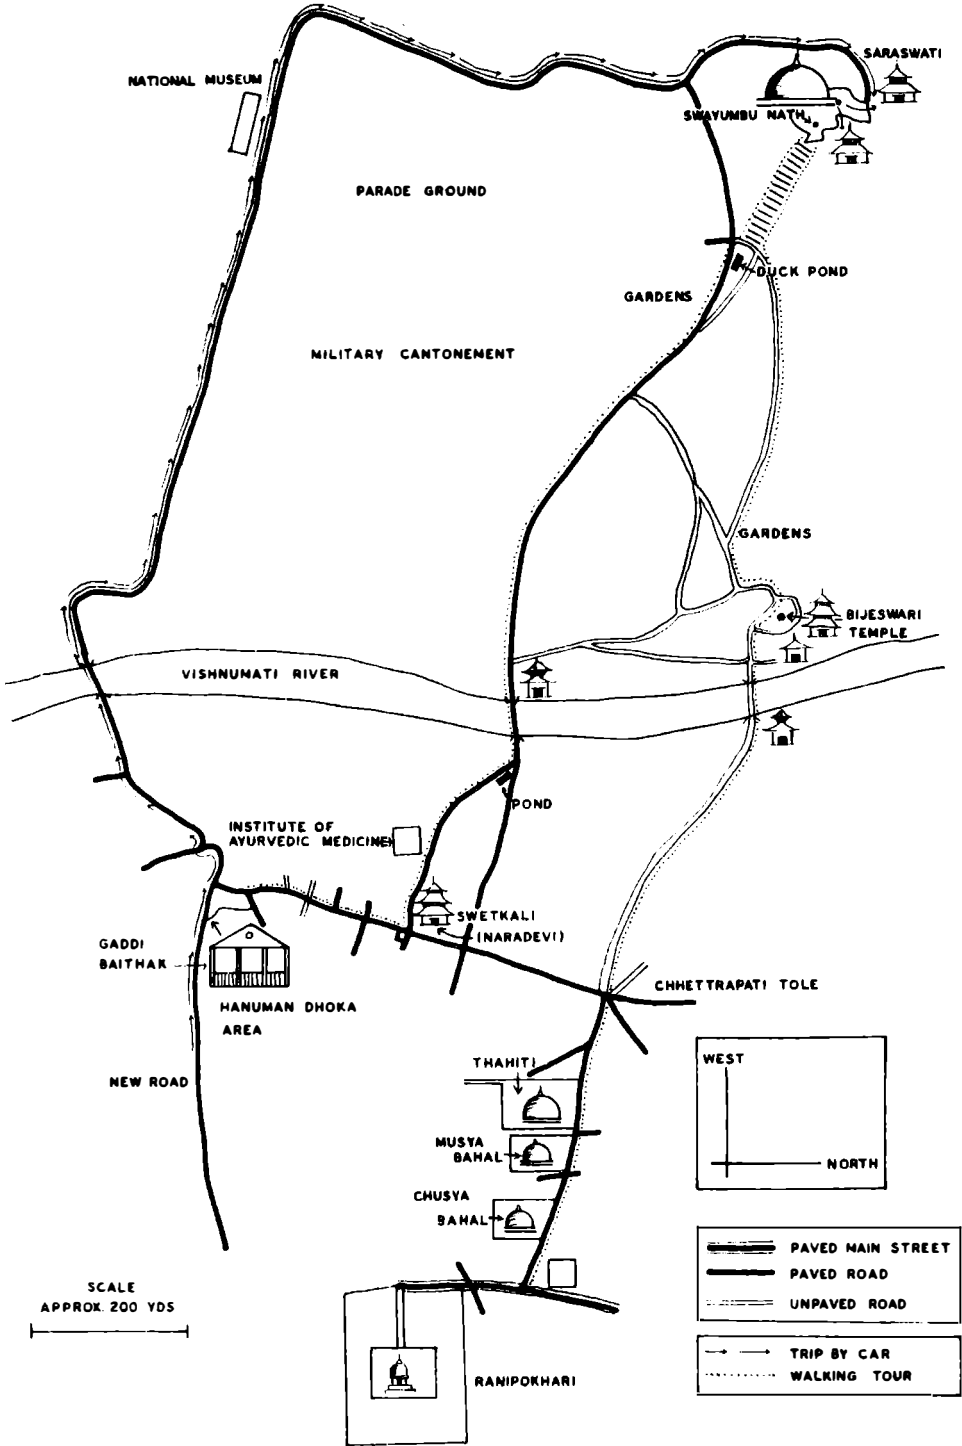 SARASWATI
NATIONAL MUSEUM
SWAYUMBU NATH
PARADE GROUND
DUCK POND
GARDENS
MILITARY CANTONEMENT
GARDENS
BIJESWARI
TEMPLE
VISHNUMATI RIVER
POND
INSTITUTE OF
AYURVEDIC MEDICINE
SWETKALI
(NARADEVI)
GADDI
BAITHAK
CHHETTRAPATI TOLE
HANUMAN DHOKA
AREA
THAHITI
WEST
NEW ROAD
MUSYA
BAHAL
NORTH
CHUSYA
BAHAL
PAVED MAIN STREET
PAVED ROAD
UNPAVED ROAD
SCALE
APPROX. 200 YDS
TRIP BY CAR
WALKING TOUR
RANIPOKHARI